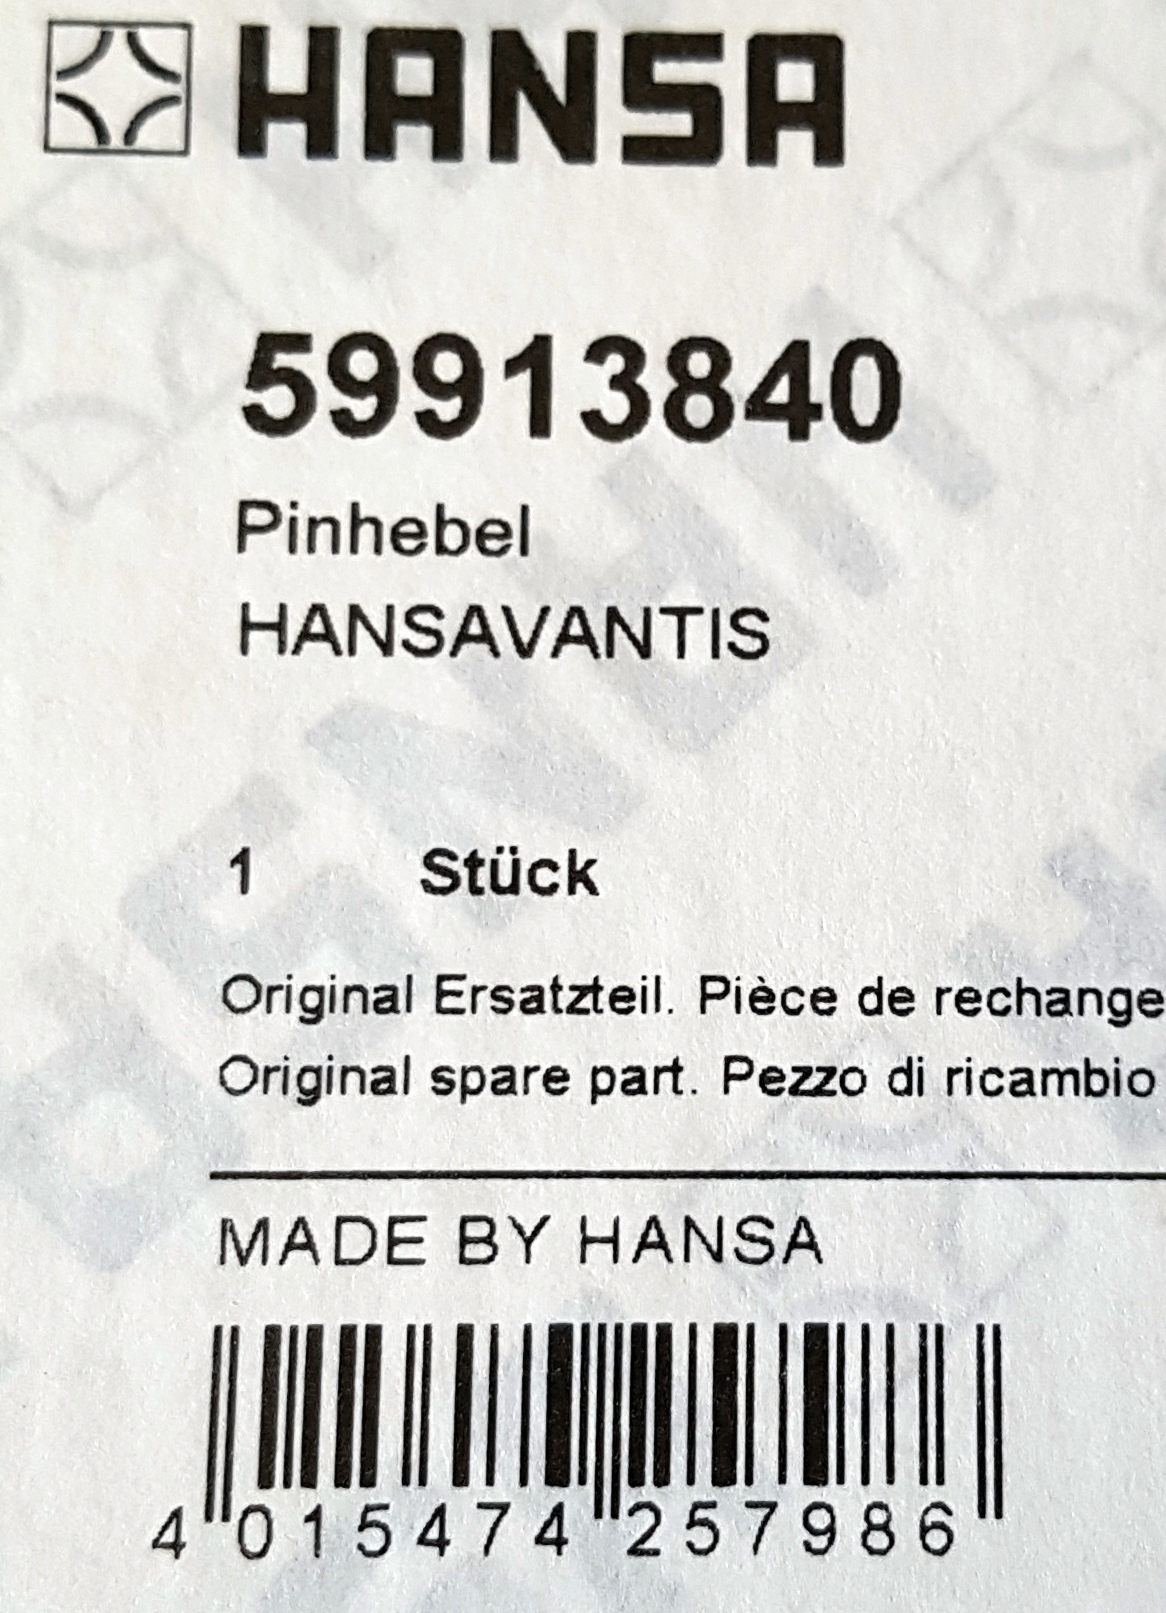 HANSA
59913840
Pinhebel
HANSAVANTIS
1 Stück
Original Ersatzteil. Pièce de rechange
Original spare part. Pezzo di ricambio
MADE BY HANSA
4 015474 257986